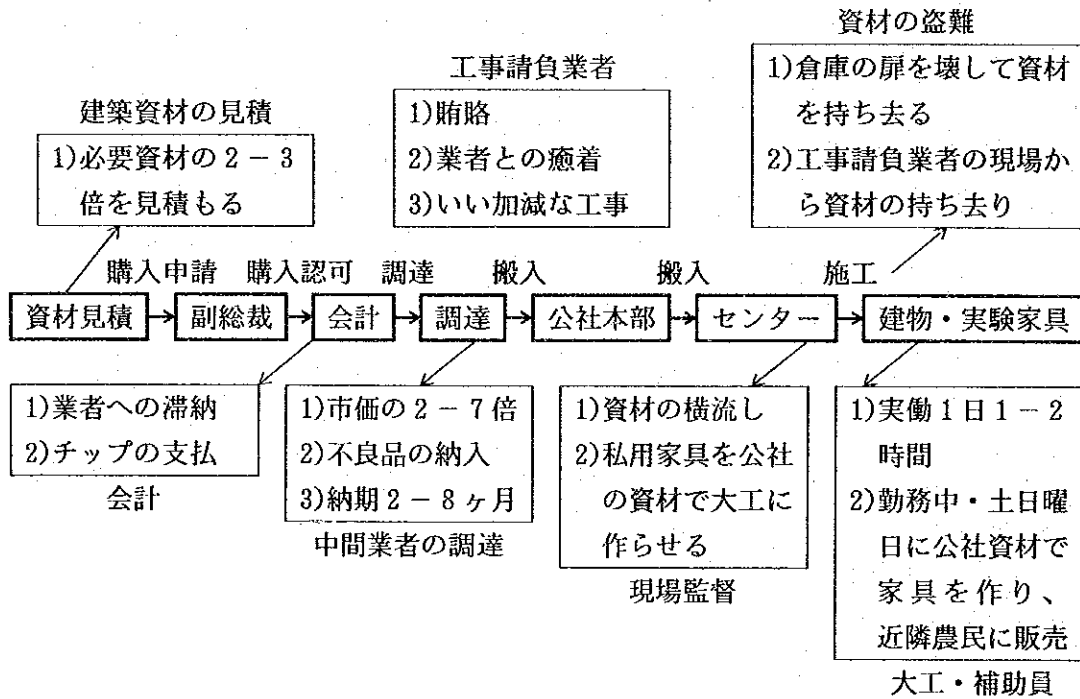 資材の盗難
1)倉庫の扉を壊して資材
を持ち去る
2)工事請負業者の現場か
ら資材の持ち去り
工事請負業者
1)賄賂
2)業者との癒着
3)いい加減な工事
建築資材の見積
1)必要資材の2-3
倍を見積もる
購入申請 購入認可 調達 搬入 搬入 施工
資材見積 副総裁 会計 調達 公社本部 センター 建物・実験家具
1)業者への滞納
2)チップの支払
会計
1)市価の2-7倍
2)不良品の納入
3)納期2-8ヶ月
中間業者の調達
1)資材の横流し
2)私用家具を公社
の資材で大工に
作らせる
現場監督
1)実働1日1-2
時間
2)勤務中・土日曜
日に公社資材で
家具を作り、
近隣農民に販売
大工・補助員